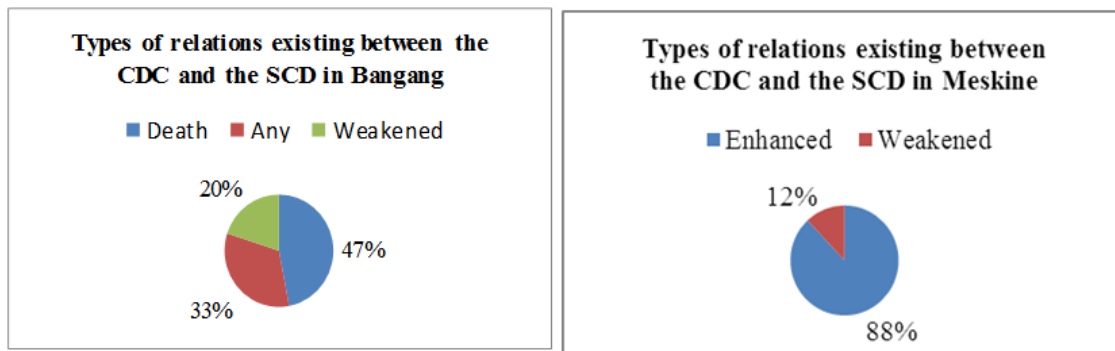 Types of relations existing between the
CDC and the SCD in Bangang
Death Any Weakened
20%
47%
33%
Types of relations existing between
the CDC and the SCD in Meskine
Enhanced Weakened
12%
88%